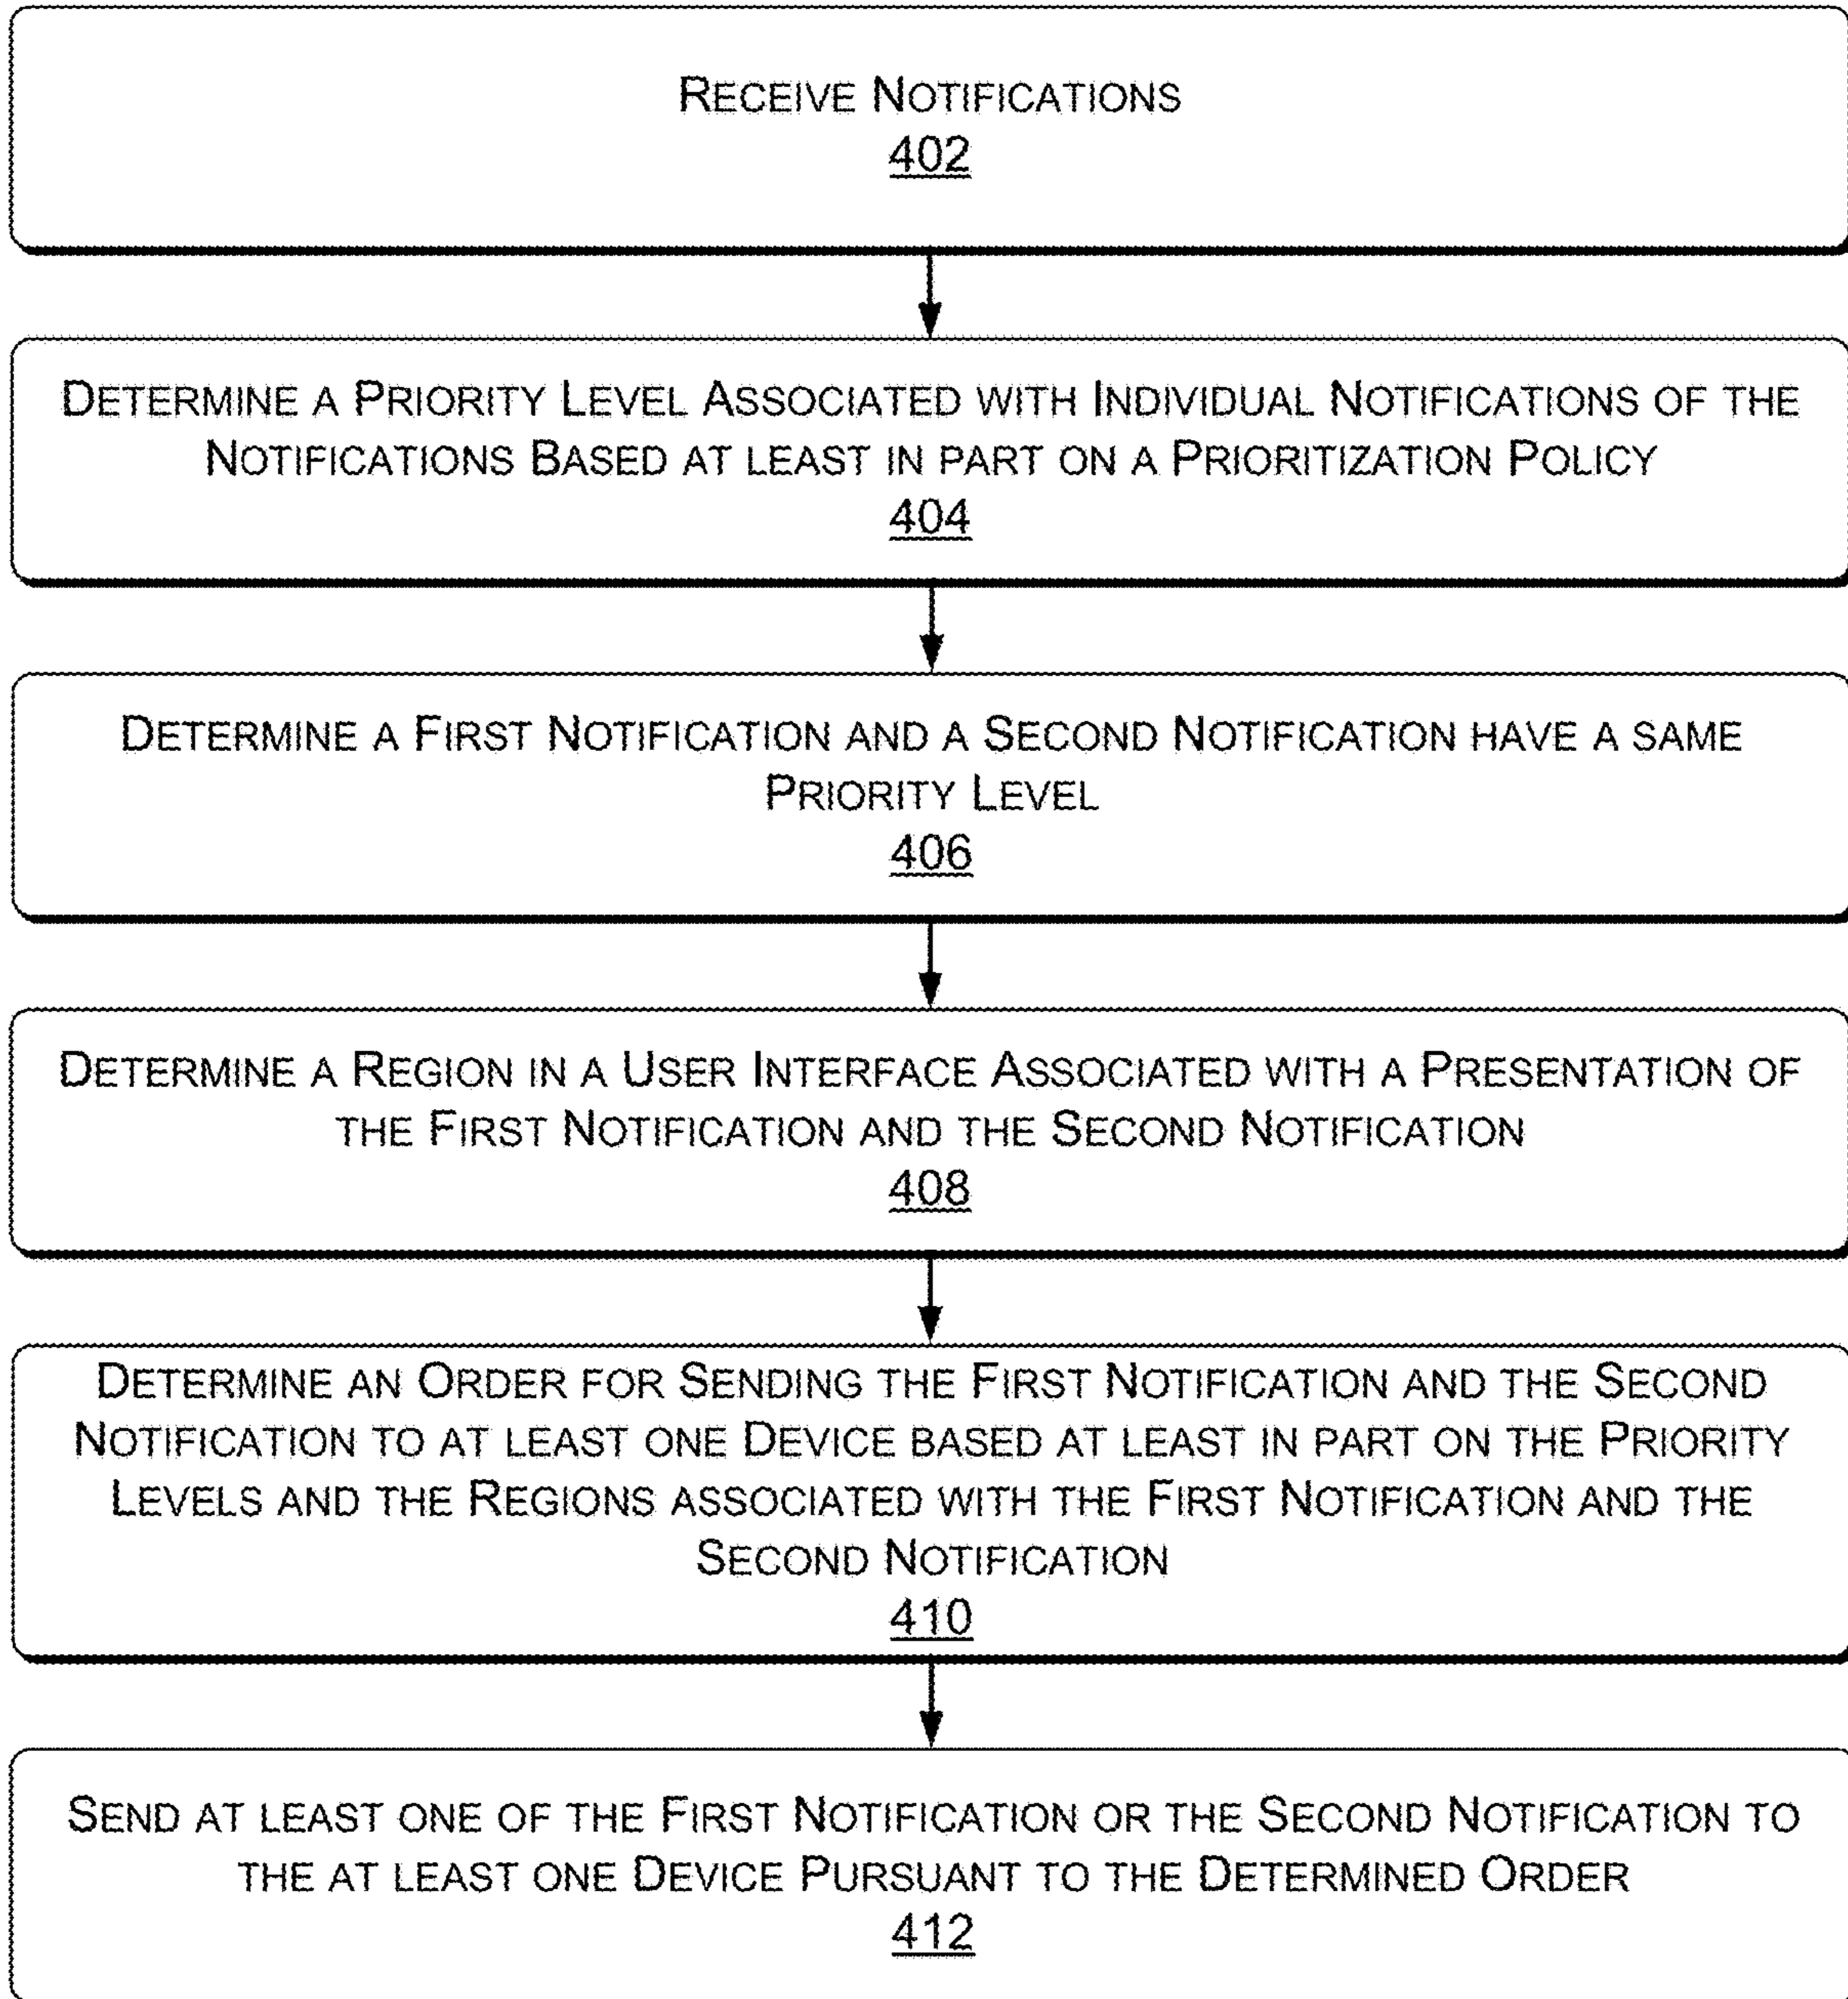 RECEIVE NOTIFICATIONS
402
DETERMINE A PRIORITY LEVEL ASSOCIATED WITH INDIVIDUAL NOTIFICATIONS OF THE
NOTIFICATIONS BASED AT LEAST IN PART ON A PRIORITIZATION POLICY
404
DETERMINE A FIRST NOTIFICATION AND A SECOND NOTIFICATION HAVE A SAME
PRIORITY LEVEL
406
DETERMINE A REGION IN A USER INTERFACE ASSOCIATED WITH A PRESENTATION OF
THE FIRST NOTIFICATION AND THE SECOND NOTIFICATION
408
DETERMINE AN ORDER FOR SENDING THE FIRST NOTIFICATION AND THE SECOND
NOTIFICATION TO AT LEAST ONE DEVICE BASED AT LEAST IN PART ON THE PRIORITY
LEVELS AND THE REGIONS ASSOCIATED WITH THE FIRST NOTIFICATION AND THE
SECOND NOTIFICATION
410
SEND AT LEAST ONE OF THE FIRST NOTIFICATION OR THE SECOND NOTIFICATION TO
THE AT LEAST ONE DEVICE PURSUANT TO THE DETERMINED ORDER
412